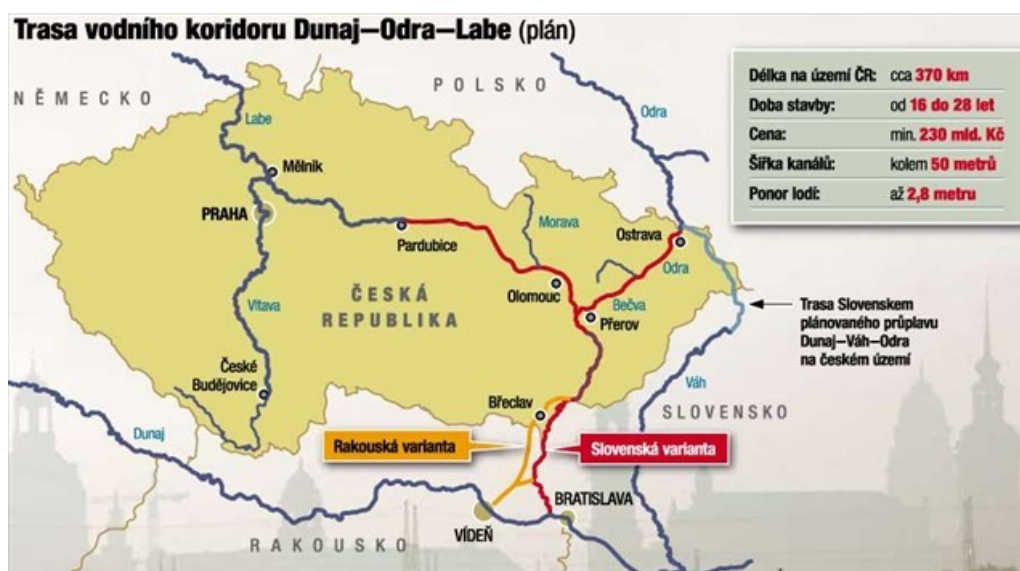 Trasa vodního koridoru Dunaj–Odra–Labe (plán)
NĚMECKO
POLSKO
Délka na území ČR: cca 370 km
Doba stavby: od 16 do 28 let
Cena: min. 230 mld. Kč
Šířka kanálů: kolem 50 metrů
Ponor lodí: až 2,8 metru
Odra
Labe
Mělník
PRAHA
Pardubice
Morava
Ostrava
Odra
Olomouc
Bečva
Přerov
ČESKÁ
REPUBLIKA
Vltava
Trasa Slovenskem
plánovaného průplavu
Dunaj–Váh–Odra
na českém území
České
Budějovice
Váh
Břeclav
SLOVENSKO
Dunaj
Rakouská varianta
Slovenská varianta
BRATISLAVA
VÍDEŇ
RAKOUSKO